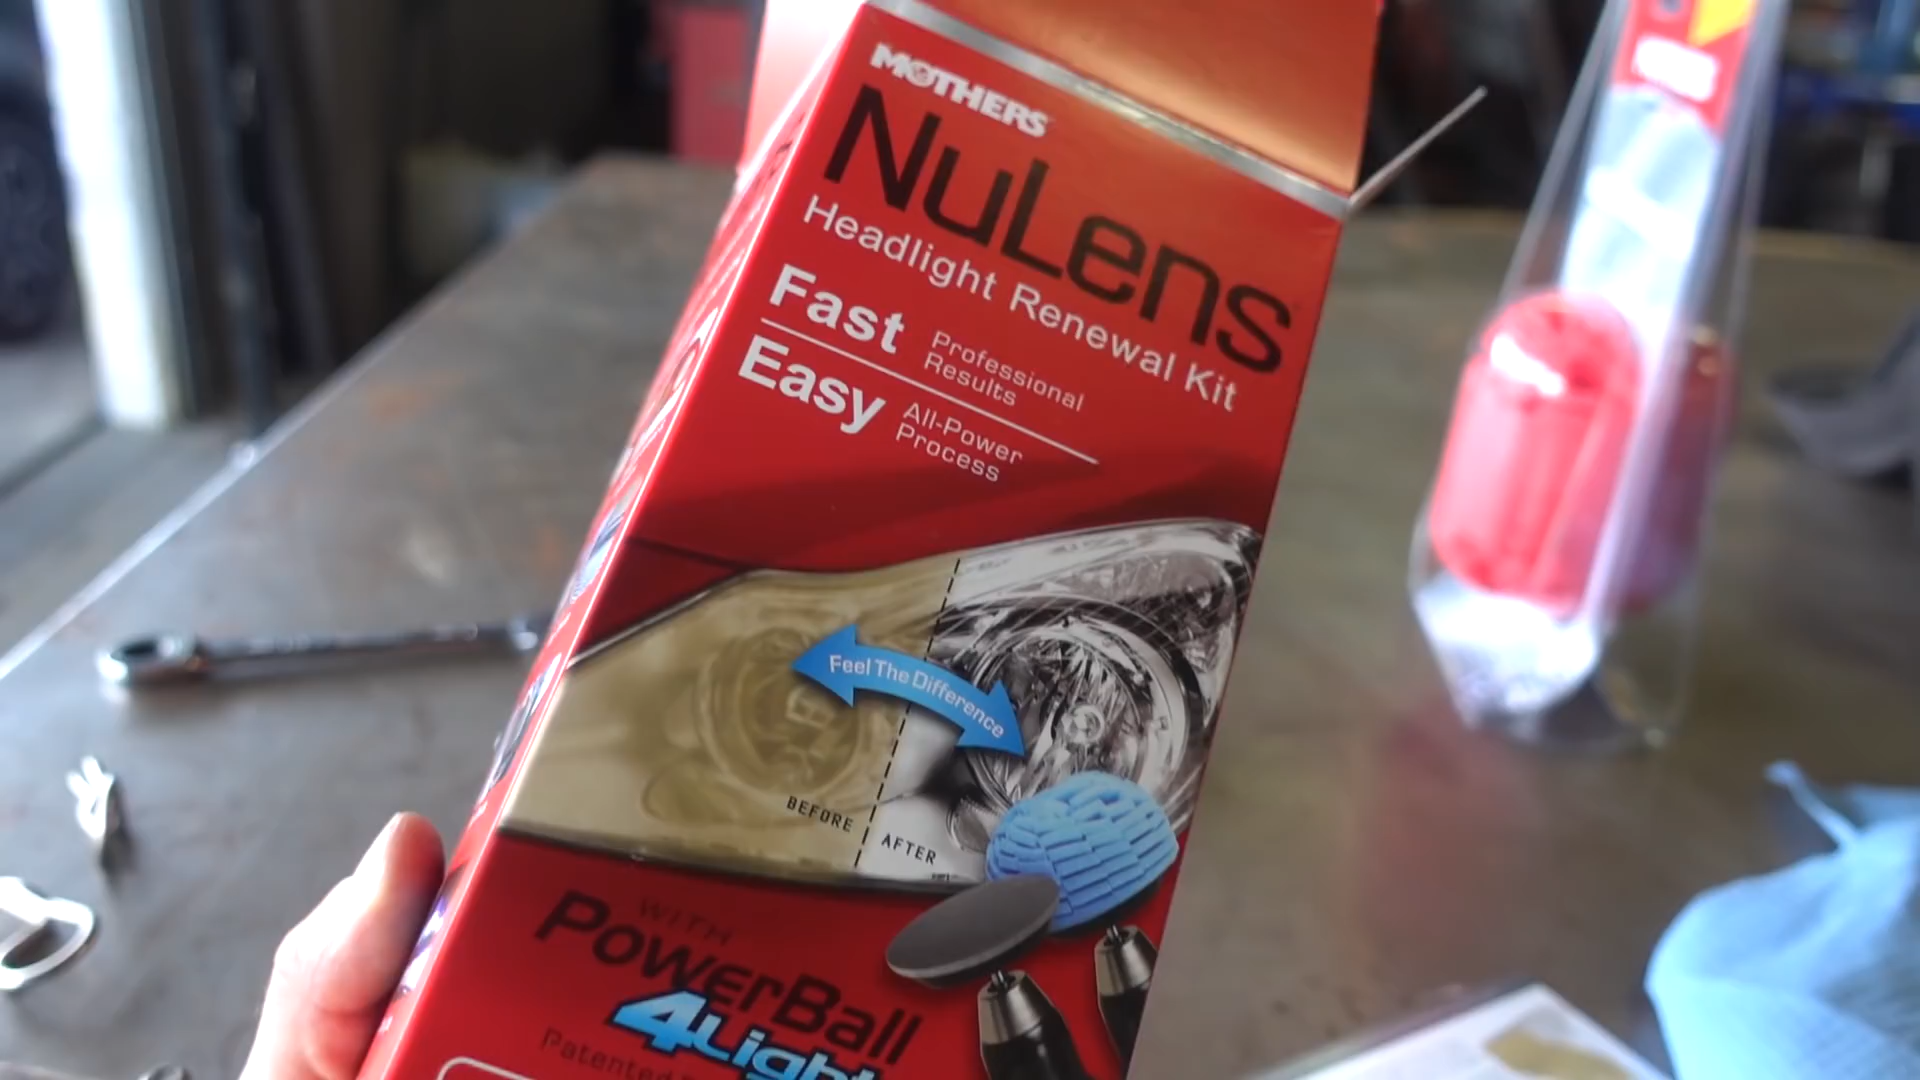 MOTHERS
NuLens
Headlight Renewal Kit
Fast Professional Results
Easy All-Power Process
Feel The Difference
BEFORE
AFTER
WITH
PowerBall
4Light
Patented